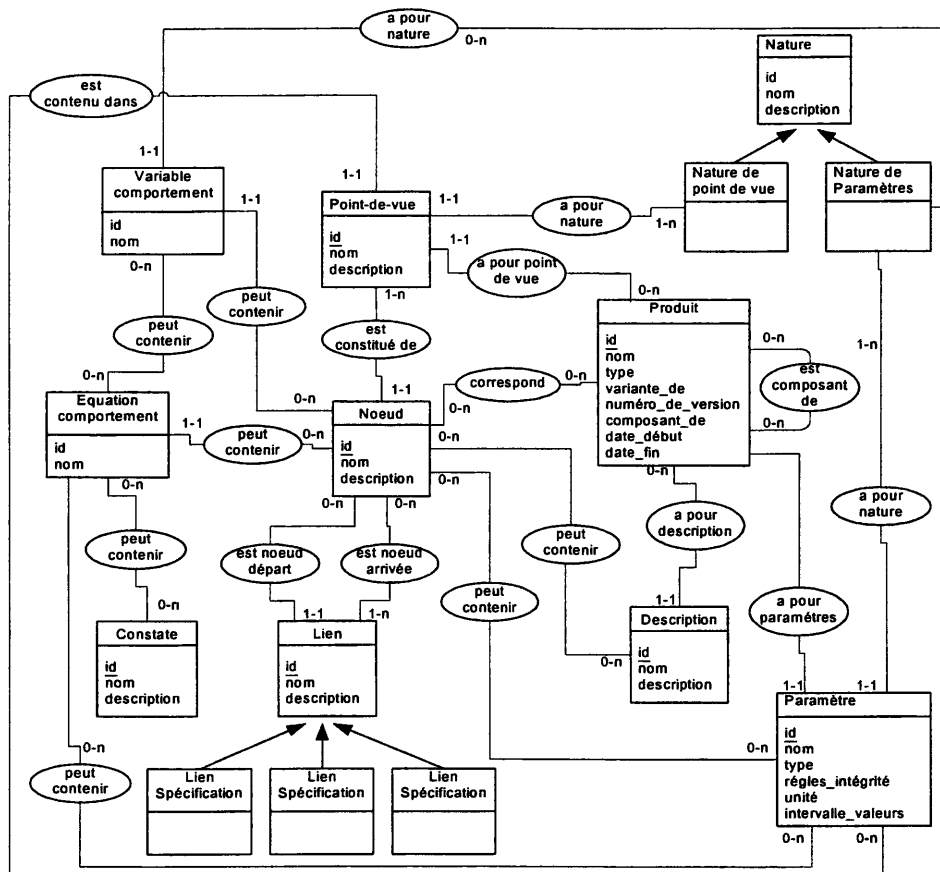 a pour
nature
0-n
est
contenu dans
Nature
id
nom
description
1-1
Variable
comportement
id
nom
1-1
0-n
1-1
Point-de-vue
id
nom
description
1-1
1-1
1-n
a pour
nature
1-n
Nature de
point de vue
Nature de
Paramètres
a pour point
de vue
0-n
peut
contenir
peut
contenir
est
constitué de
Produit
id
nom
type
variante_de
numéro_de_version
composant_de
date_début
date_fin
0-n
est
composant
de
0-n
1-n
0-n
Equation
comportement
id
nom
1-1
0-n
peut
contenir
0-n
0-n
1-1
Noeud
id
nom
description
0-n
correspond
0-n
0-n
0-n
0-n
0-n
0-n
a pour
description
a pour
nature
peut
contenir
est noeud
départ
est noeud
arrivée
peut
contenir
peut
contenir
a pour
paramétres
0-n
Constate
id
nom
description
1-1
1-n
Lien
id
nom
description
1-1
Description
id
nom
description
0-n
1-1
1-1
Paramètre
id
nom
type
régles_intégrité
unité
intervalle_valeurs
0-n
0-n
peut
contenir
0-n
Lien
Spécification
Lien
Spécification
Lien
Spécification
0-n
0-n